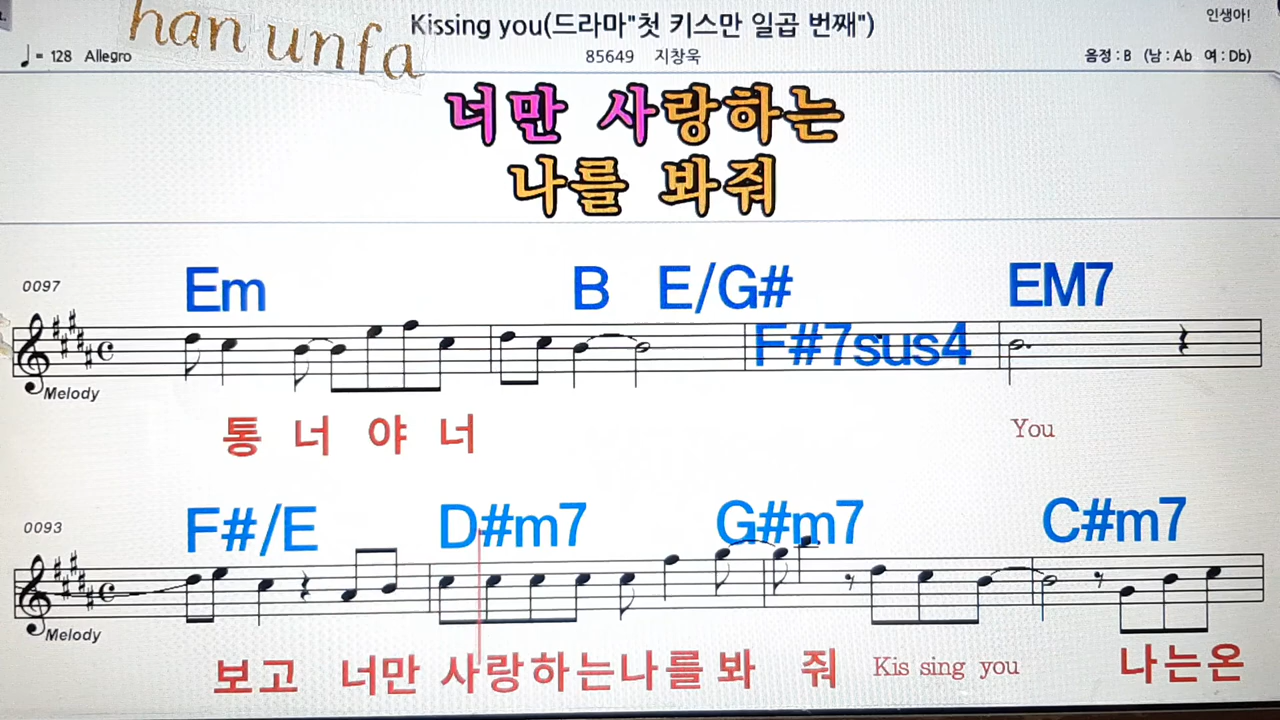 han unfa
Kissing you(드라마"첫 키스만 일곱 번째")
인생아!
♩= 128 Allegro
85649 지창욱
음정 : B (남 : Ab 여 : Db)
너만 사랑하는
나를 봐줘
0097
Em B E/G# F#7sus4 EM7
Melody
통 너 야 너 You
0093
F#/E D#m7 G#m7 C#m7
Melody
보고 너만 사랑하는나를봐 줘 Kis sing you 나는온